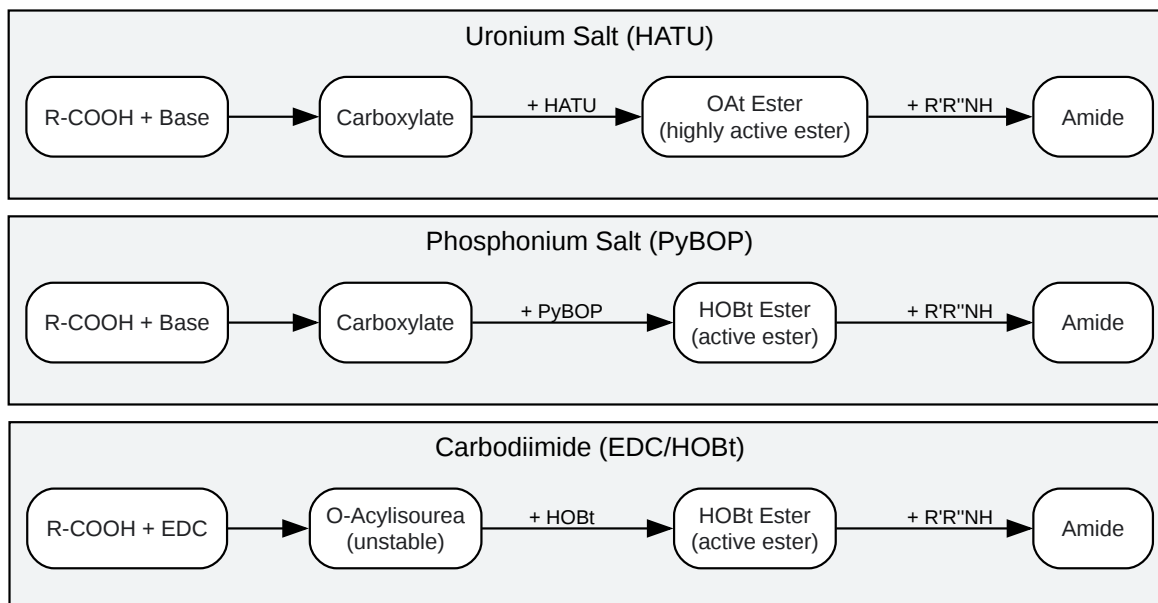 Uronium Salt (HATU)
R-COOH + Base
Carboxylate
+ HATU
OAt Ester
(highly active ester)
+ R'R''NH
Amide
Phosphonium Salt (PyBOP)
R-COOH + Base
Carboxylate
+ PyBOP
HOBt Ester
(active ester)
+ R'R''NH
Amide
Carbodiimide (EDC/HOBt)
R-COOH + EDC
O-Acylisourea
(unstable)
+ HOBt
HOBt Ester
(active ester)
+ R'R''NH
Amide